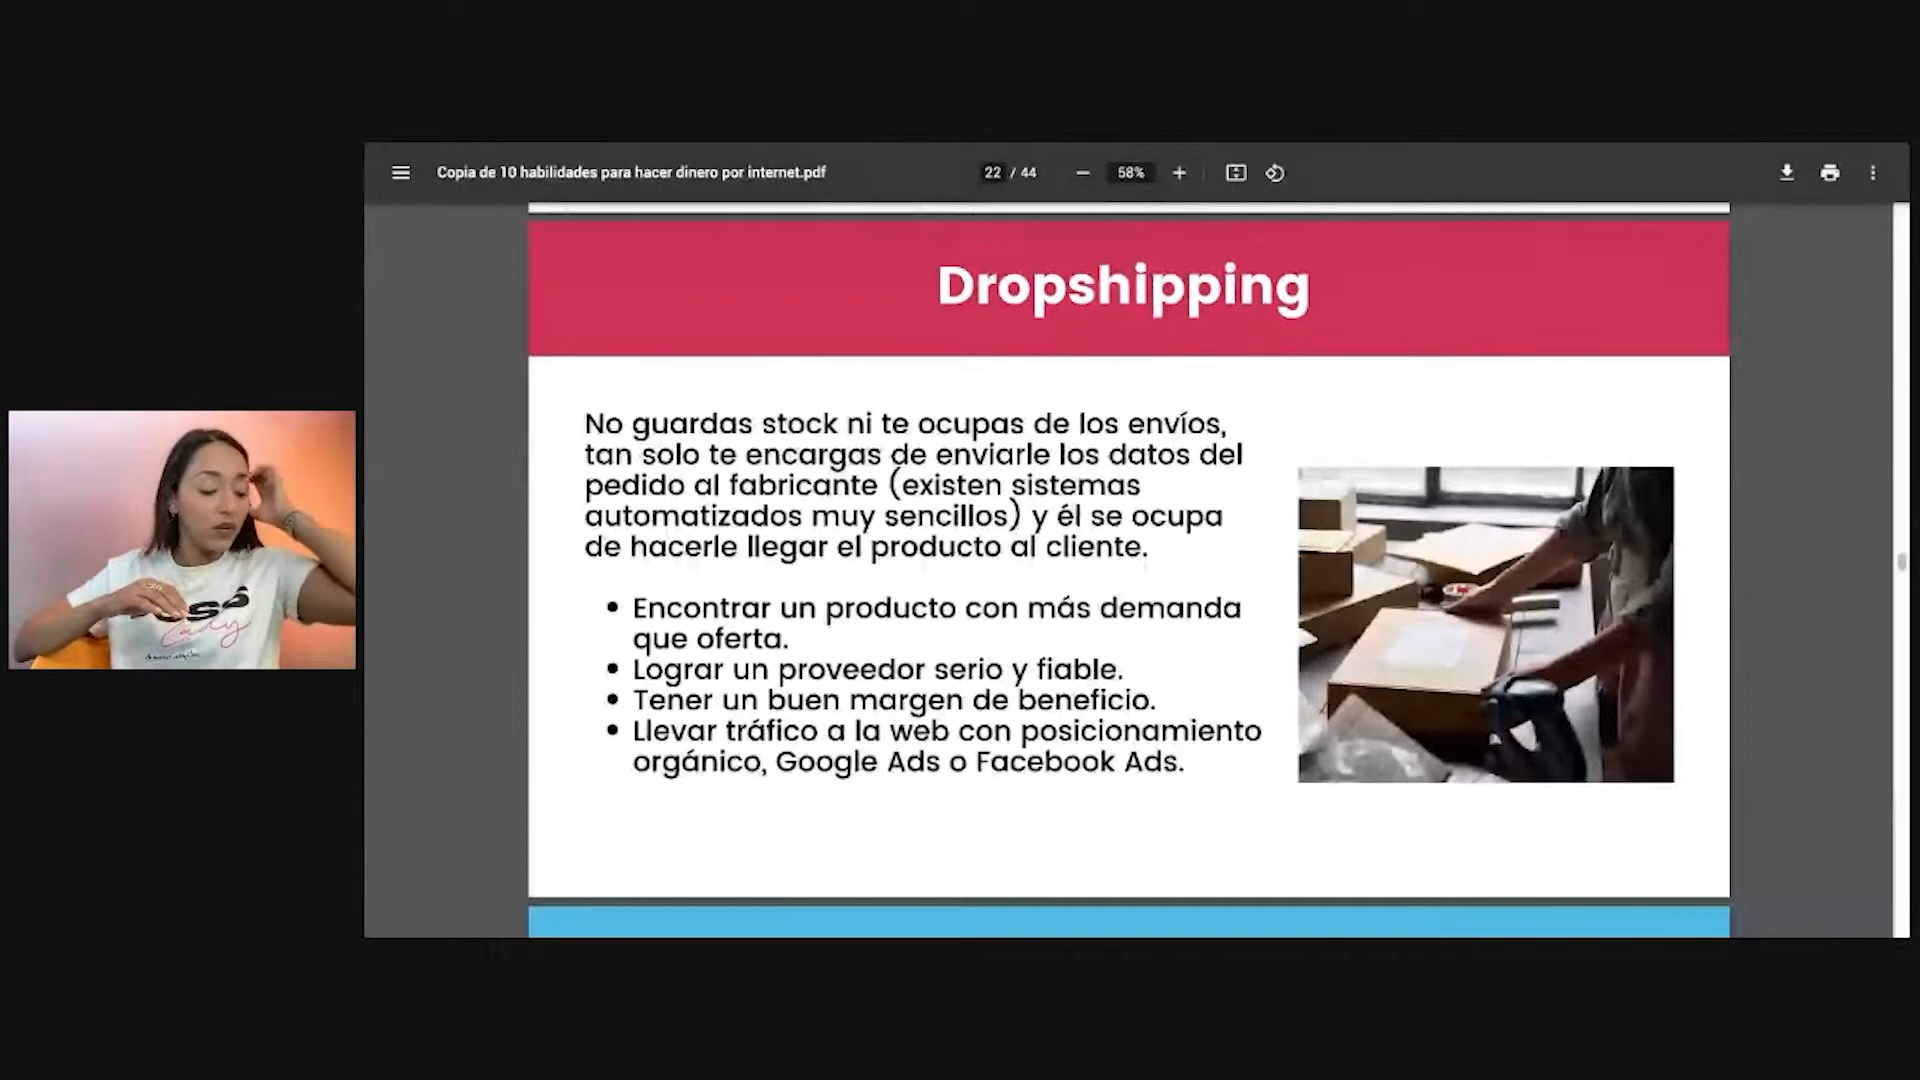 Copia de 10 habilidades para hacer dinero por internet.pdf
22 / 44
58%
Dropshipping
No guardas stock ni te ocupas de los envíos,
tan solo te encargas de enviarle los datos del
pedido al fabricante (existen sistemas
automatizados muy sencillos) y él se ocupa
de hacerle llegar el producto al cliente.
• Encontrar un producto con más demanda
que oferta.
• Lograr un proveedor serio y fiable.
• Tener un buen margen de beneficio.
• Llevar tráfico a la web con posicionamiento
orgánico, Google Ads o Facebook Ads.
Lady